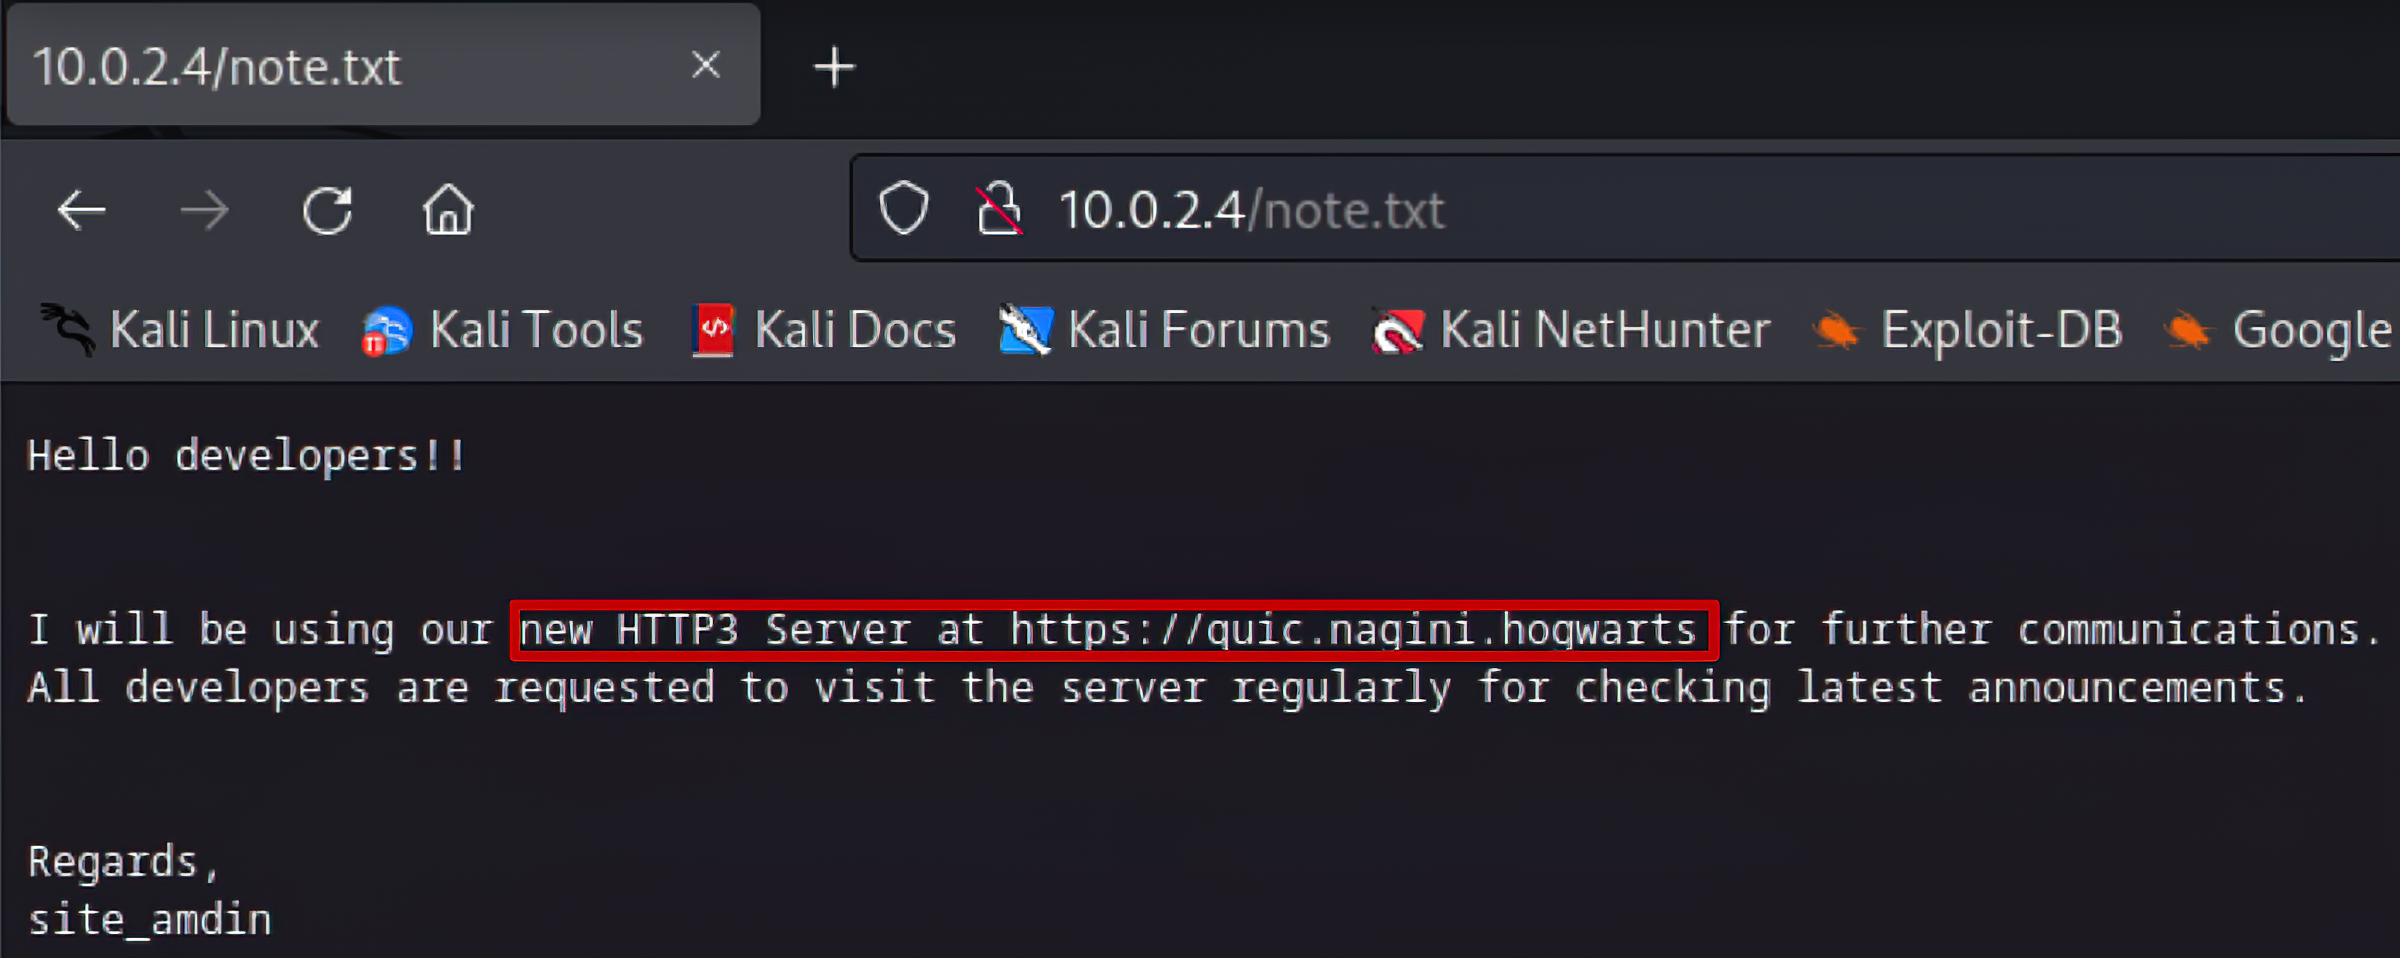 10.0.2.4/note.txt
10.0.2.4/note.txt
Kali Linux Kali Tools Kali Docs Kali Forums Kali NetHunter Exploit-DB Google
Hello developers!!
I will be using our new HTTP3 Server at https://quic.nagini.hogwarts for further communications.
All developers are requested to visit the server regularly for checking latest announcements.
Regards,
site_amdin